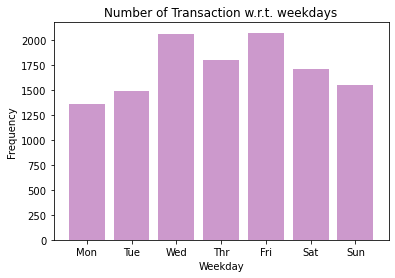 Number of Transaction w.r.t. weekdays
Frequency
2000
1750
1500
1250
1000
750
500
250
0
Mon Tue Wed Thr Fri Sat Sun
Weekday